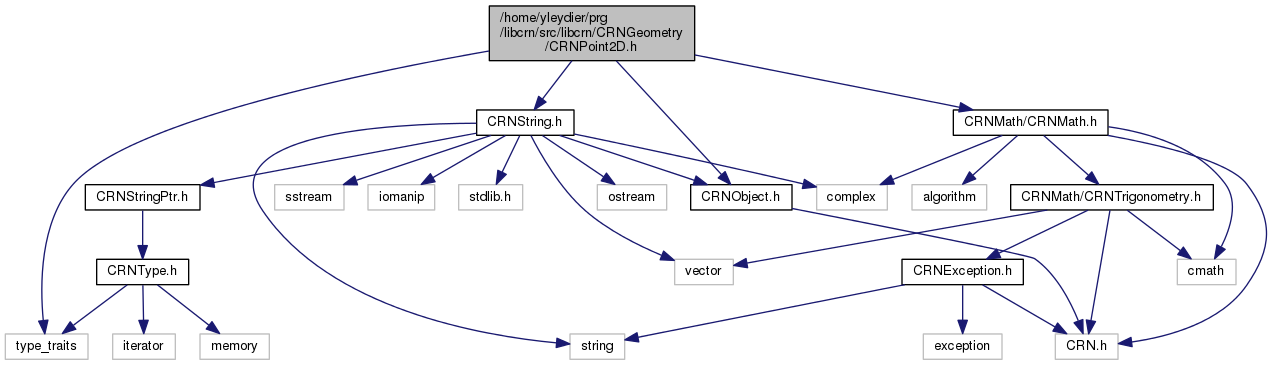 /home/yleydier/prg
/libcrn/src/libcrn/CRNGeometry
/CRNPoint2D.h
CRNString.h
CRNMath/CRNMath.h
CRNStringPtr.h
sstream
iomanip
stdlib.h
ostream
CRNObject.h
complex
algorithm
CRNMath/CRNTrigonometry.h
CRNType.h
vector
CRNException.h
cmath
type_traits
iterator
memory
string
exception
CRN.h